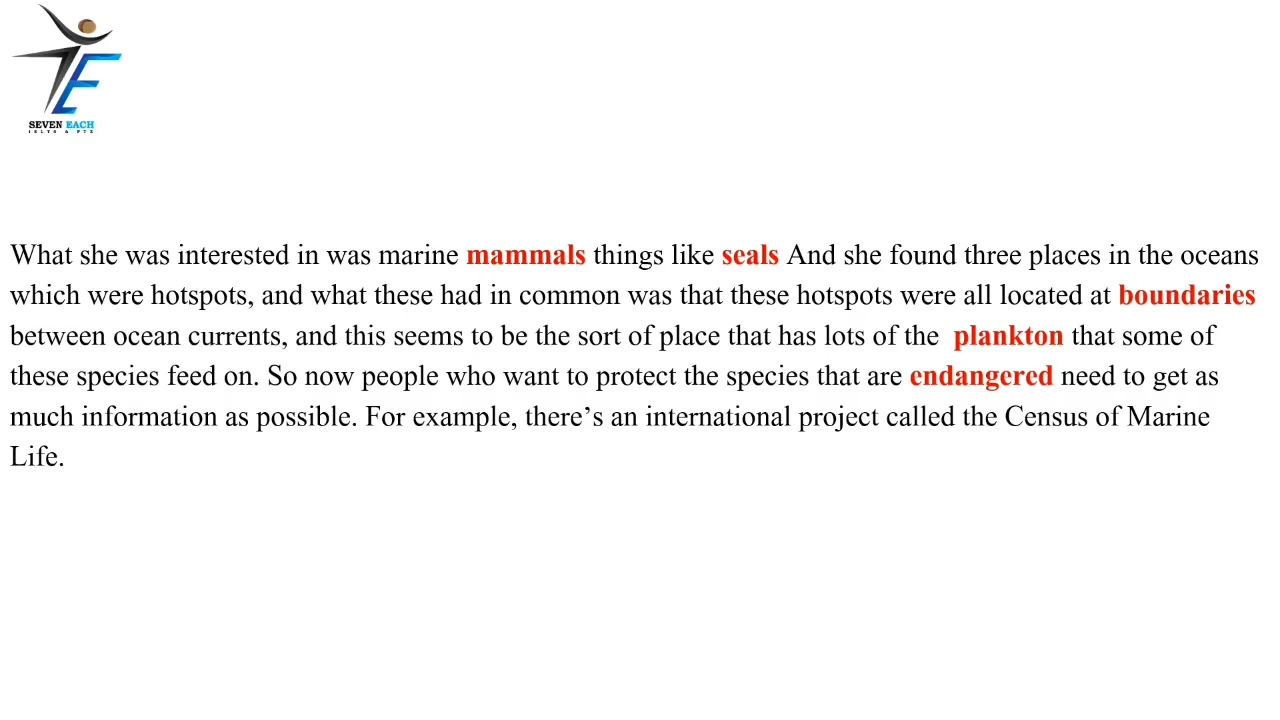 SEVEN EACH
IELTS & PTE
What she was interested in was marine mammals things like seals And she found three places in the oceans
which were hotspots, and what these had in common was that these hotspots were all located at boundaries
between ocean currents, and this seems to be the sort of place that has lots of the  plankton that some of
these species feed on. So now people who want to protect the species that are endangered need to get as
much information as possible. For example, there’s an international project called the Census of Marine
Life.